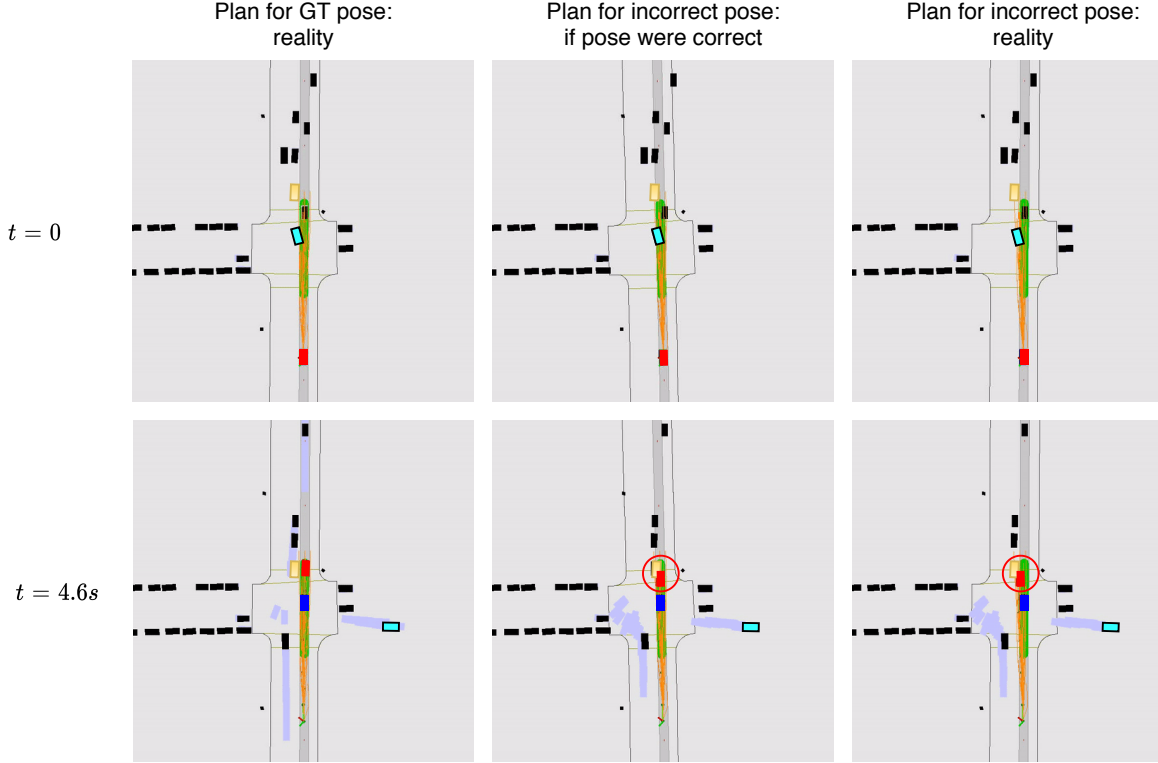 Plan for GT pose:
reality
Plan for incorrect pose:
if pose were correct
Plan for incorrect pose:
reality
t = 0
t = 4.6s